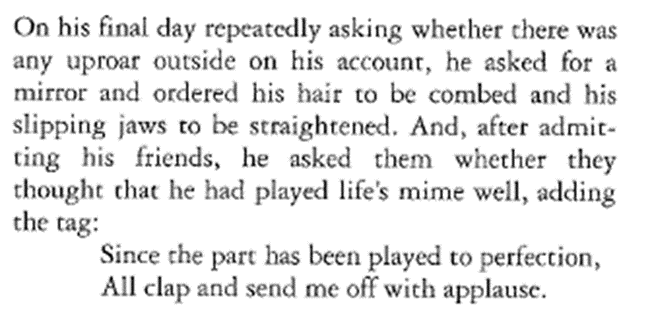 On his final day repeatedly asking whether there was
any uproar outside on his account, he asked for a
mirror and ordered his hair to be combed and his
slipping jaws to be straightened. And, after admit-
ting his friends, he asked them whether they
thought that he had played life's mime well, adding
the tag:
Since the part has been played to perfection,
All clap and send me off with applause.